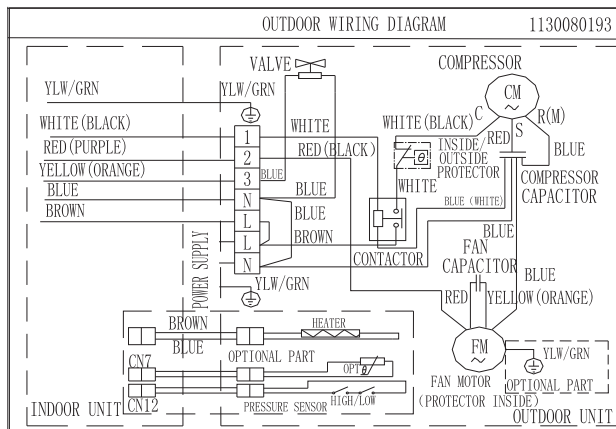 OUTDOOR WIRING DIAGRAM
1130080193
VALVE
COMPRESSOR
YLW/GRN
YLW/GRN
CM
~
C
R(M)
S
WHITE(BLACK)
WHITE
WHITE(BLACK)
RED
BLUE
RED(PURPLE)
RED(BLACK)
INSIDE/
OUTSIDE
PROTECTOR
θ
YELLOW(ORANGE)
BLUE
COMPRESSOR
CAPACITOR
BLUE
BLUE
WHITE
BROWN
BLUE
BLUE(WHITE)
1
2
3
N
L
L
N
BROWN
CONTACTOR
BLUE
FAN
CAPACITOR
POWER SUPPLY
YLW/GRN
BLUE
RED
YELLOW(ORANGE)
BROWN
HEATER
BLUE
OPTIONAL PART
FM
~
YLW/GRN
CN7
OPT
θ
OPTIONAL PART
CN12
HIGH/LOW
FAN MOTOR
(PROTECTOR INSIDE)
PRESSURE SENSOR
INDOOR UNIT
OUTDOOR UNIT